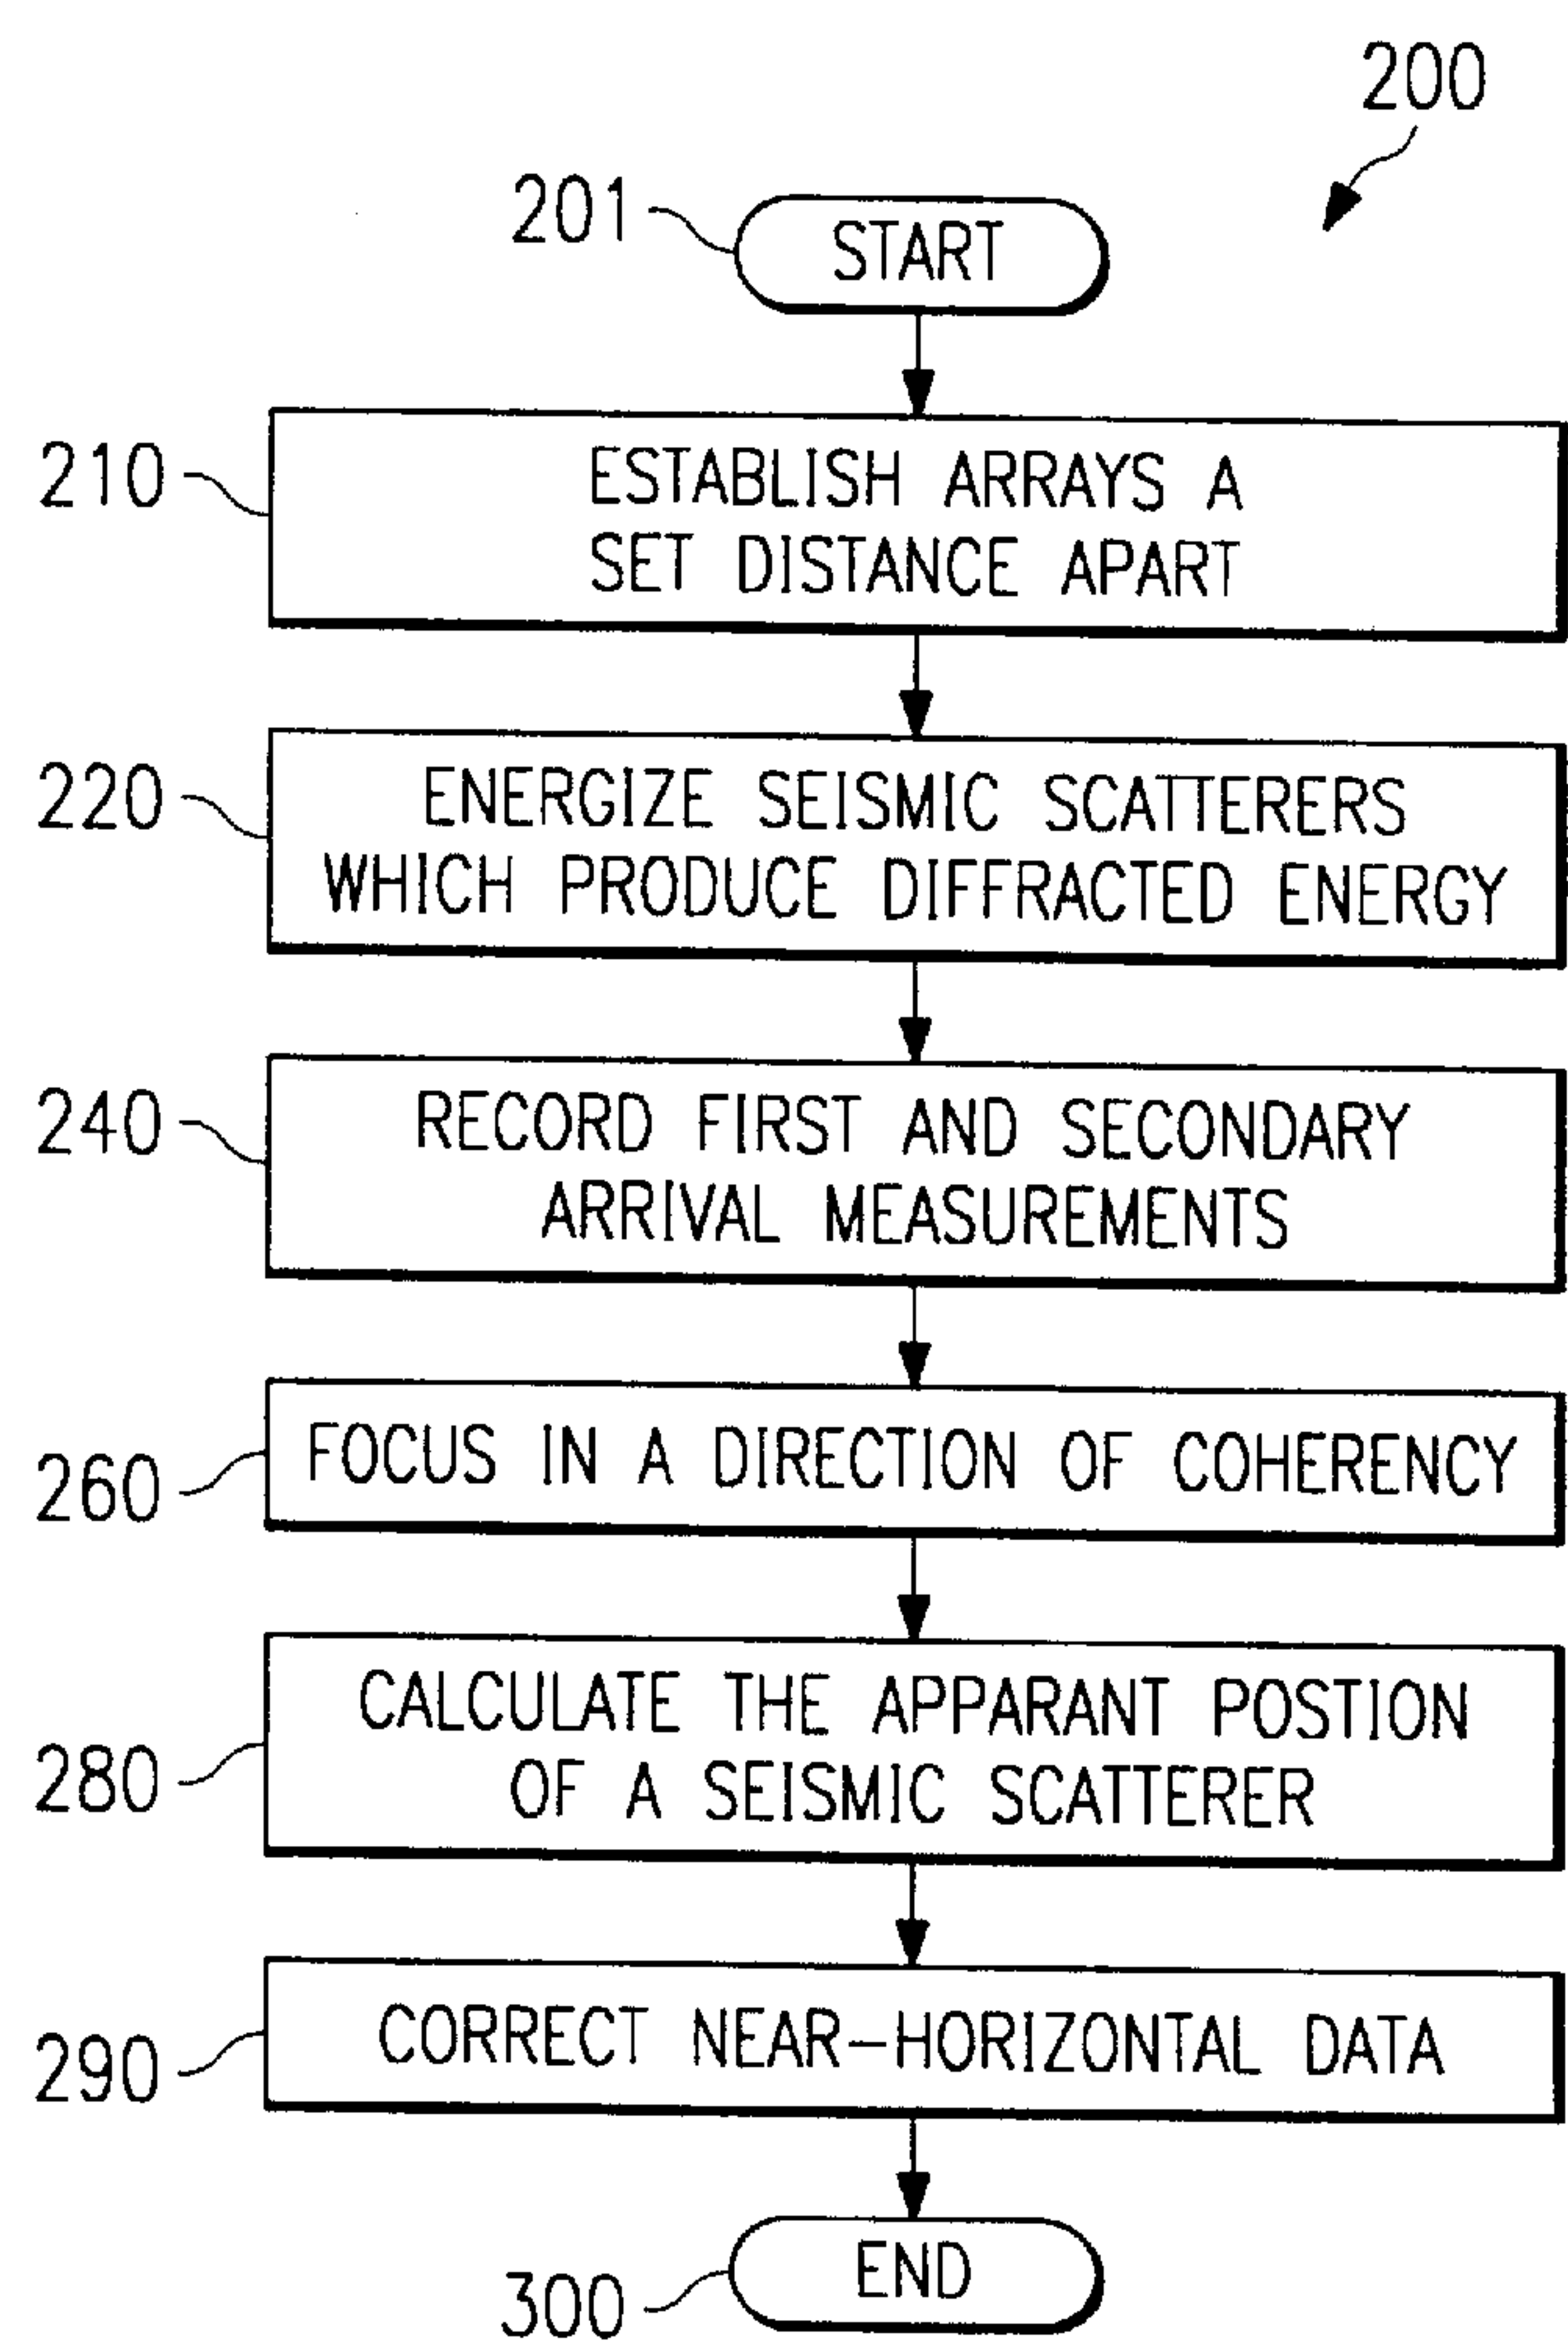 200
201
START
210
ESTABLISH ARRAYS A
SET DISTANCE APART
220
ENERGIZE SEISMIC SCATTERERS
WHICH PRODUCE DIFFRACTED ENERGY
240
RECORD FIRST AND SECONDARY
ARRIVAL MEASUREMENTS
260
FOCUS IN A DIRECTION OF COHERENCY
280
CALCULATE THE APPARANT POSTION
OF A SEISMIC SCATTERER
290
CORRECT NEAR-HORIZONTAL DATA
300
END